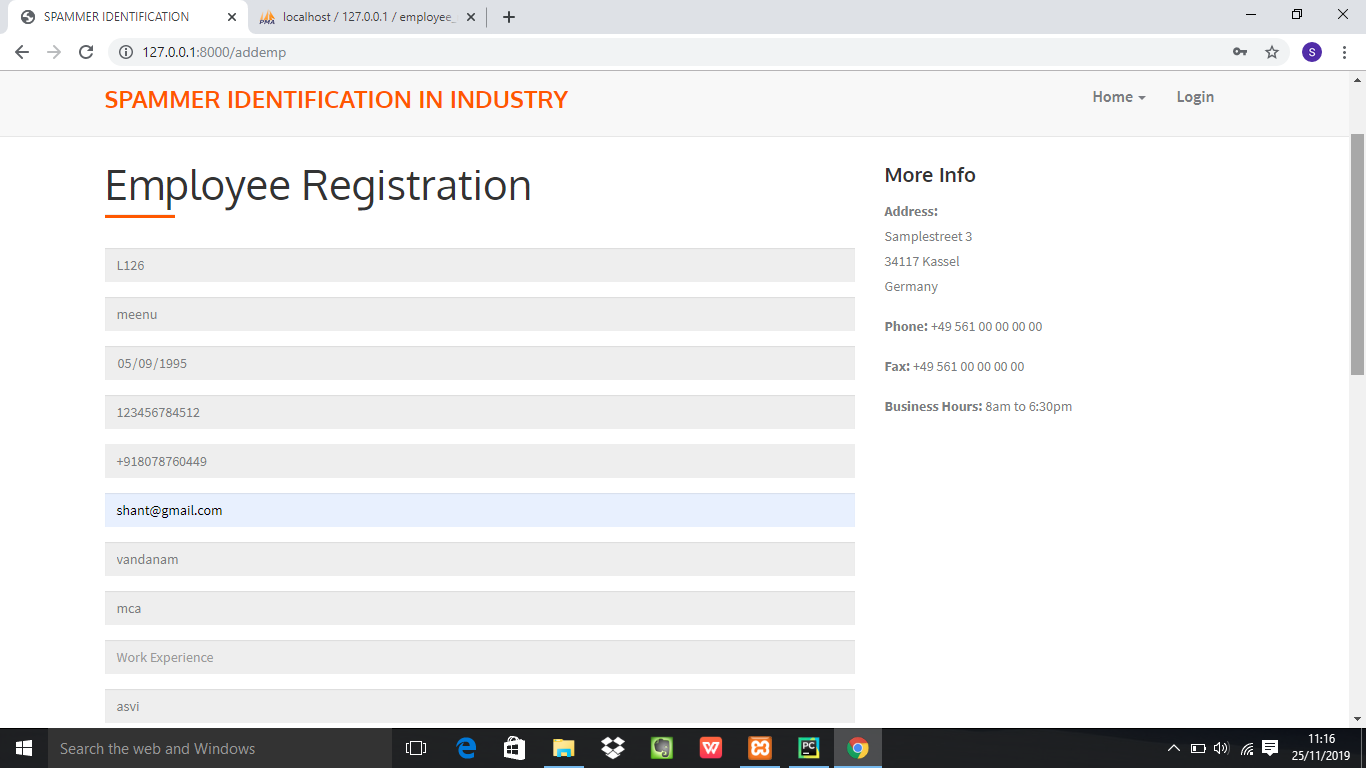 SPAMMER IDENTIFICATION
PMA
localhost / 127.0.0.1 / employee_
127.0.0.1:8000/addemp
S
SPAMMER IDENTIFICATION IN INDUSTRY
Home
Login
Employee Registration
L126
meenu
05/09/1995
123456784512
+918078760449
shant@gmail.com
vandanam
mca
Work Experience
asvi
More Info
Address:
Samplestreet 3
34117 Kassel
Germany
Phone: +49 561 00 00 00 00
Fax: +49 561 00 00 00 00
Business Hours: 8am to 6:30pm
Search the web and Windows
W
PC
11:16
25/11/2019